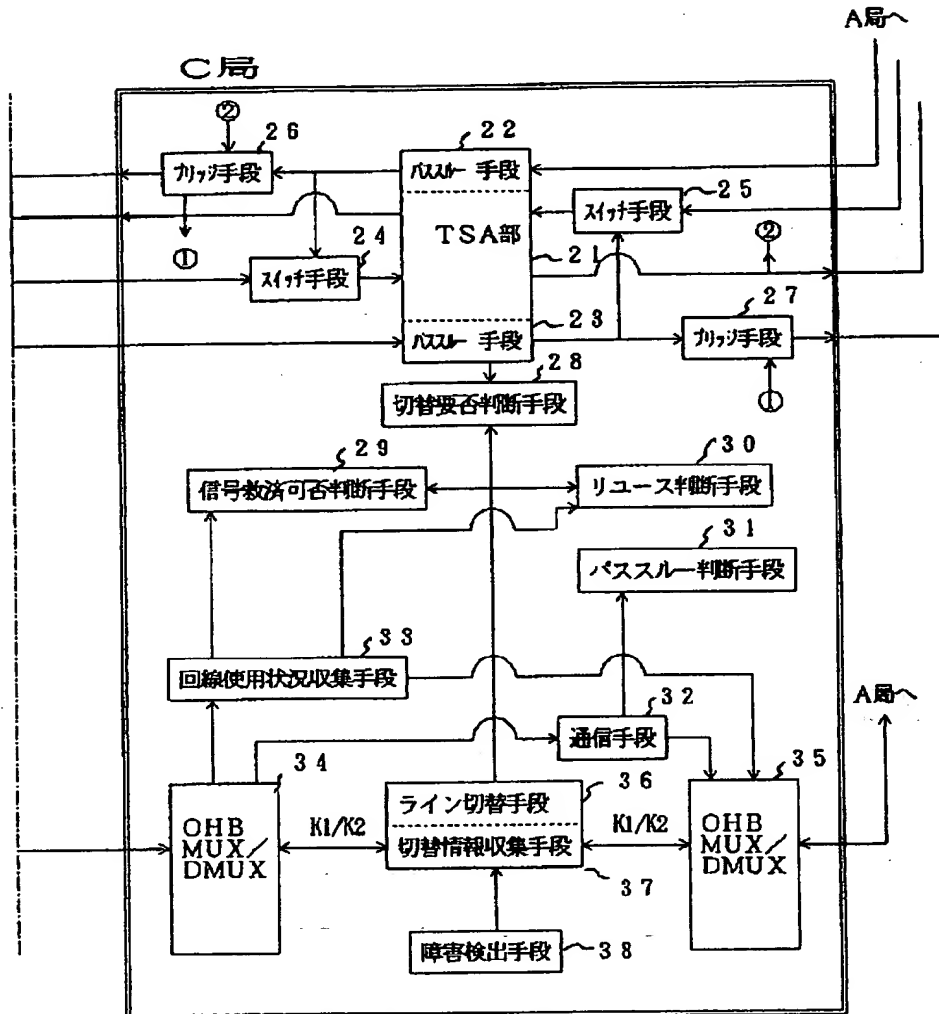 A局へ
C局
②
26
22
ブリッジ手段
パススルー 手段
25
スイッチ手段
TSA部
②
①
24
21
スイッチ手段
27
23
パススルー 手段
ブリッジ手段
28
切替要否判断手段
①
29
30
信号救済可否判断手段
リユース判断手段
31
パススルー判断手段
33
回線使用状況収集手段
A局へ
32
通信手段
34
35
36
OHB
MUX/
DMUX
K1/K2
ライン切替手段
切替情報収集手段
K1/K2
OHB
MUX/
DMUX
37
障害検出手段
38